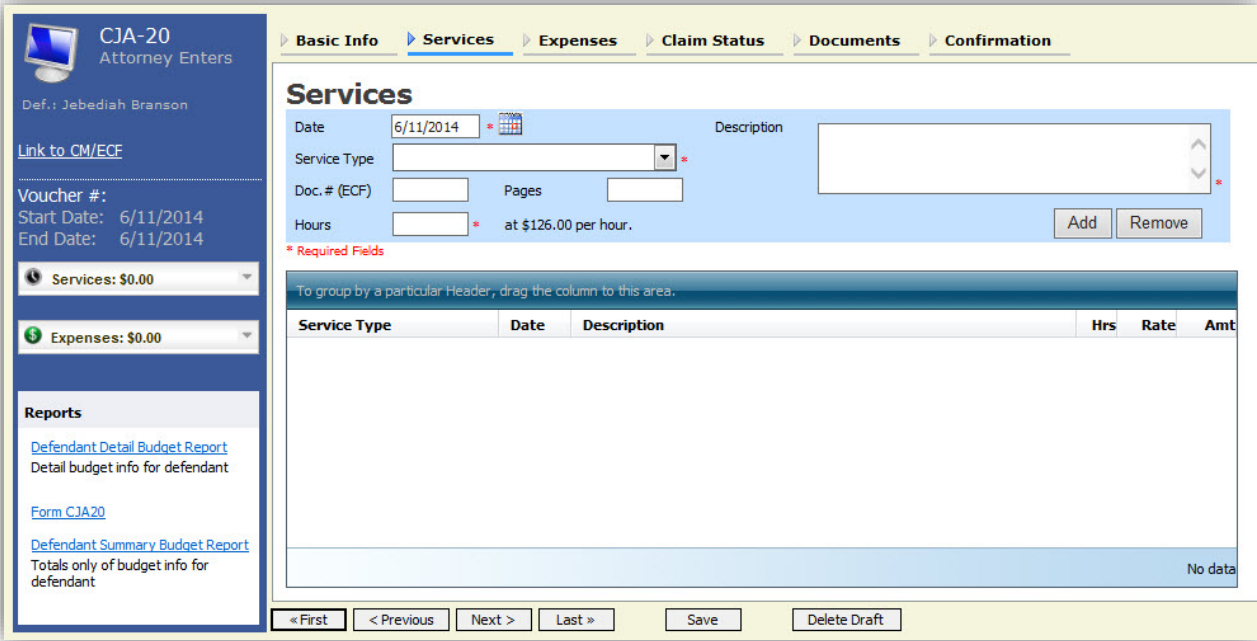 CJA-20
Attorney Enters
Def.: Jebediah Branson
Link to CM/ECF
Voucher #:
Start Date: 6/11/2014
End Date: 6/11/2014
Services: $0.00
Expenses: $0.00
Reports
Defendant Detail Budget Report
Detail budget info for defendant
Form CJA20
Defendant Summary Budget Report
Totals only of budget info for
defendant
Basic Info Services Expenses Claim Status Documents Confirmation
Services
Date 6/11/2014 * Description
Service Type *
Doc. # (ECF) Pages *
Hours * at $126.00 per hour. Add Remove
* Required Fields
To group by a particular Header, drag the column to this area.
Service Type Date Description Hrs Rate Amt
No data
« First < Previous Next > Last » Save Delete Draft